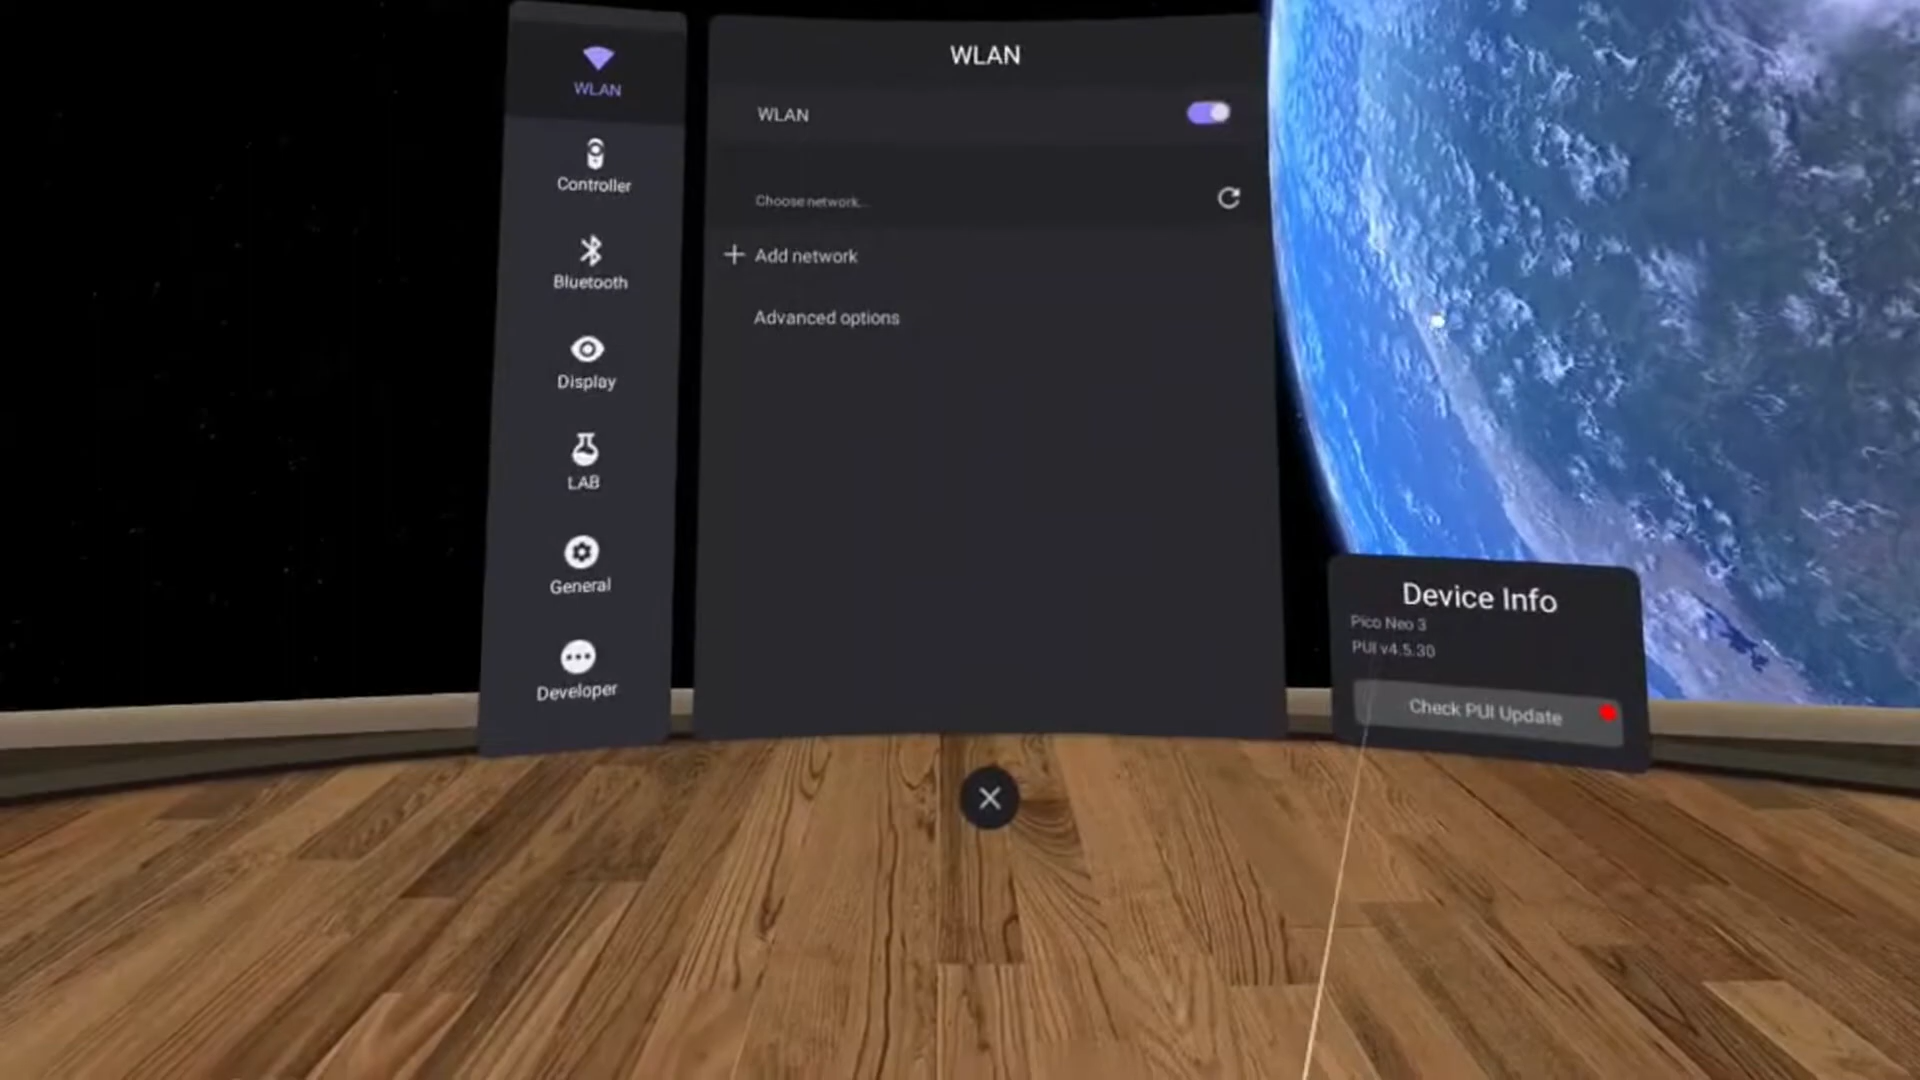 WLAN
Controller
Bluetooth
Display
LAB
General
Developer
WLAN
WLAN
Choose network...
Add network
Advanced options
Device Info
Pico Neo 3
PUI v4.5.30
Check PUI Update